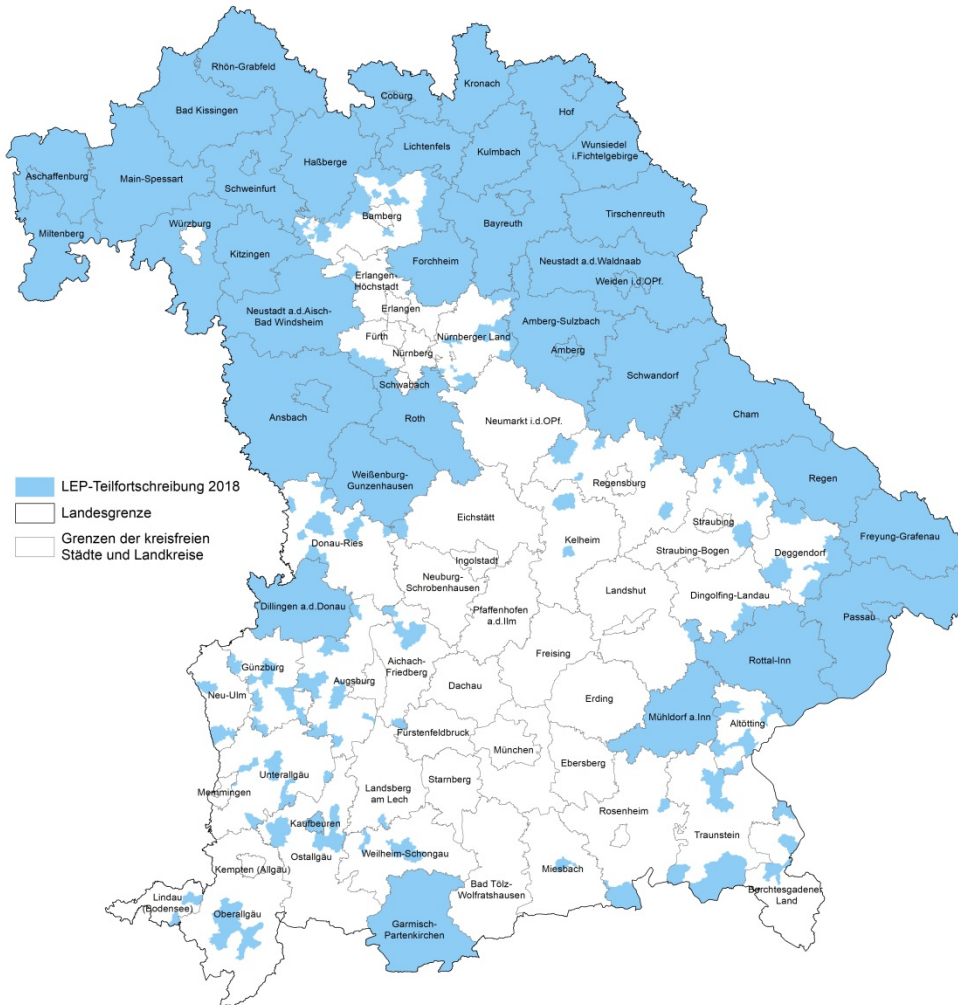 Rhön-Grabfeld
Kronach
Coburg
Hof
Bad Kissingen
Lichtenfels
Kulmbach
Wunsiedel
i.Fichtelgebirge
Haßberge
Aschaffenburg
Main-Spessart
Schweinfurt
Tirschenreuth
Bamberg
Bayreuth
Würzburg
Miltenberg
Kitzingen
Forchheim
Neustadt a.d.Waldnaab
Erlangen-
Höchstadt
Weiden i.d.OPf.
Erlangen
Neustadt a.d.Aisch-
Bad Windsheim
Amberg-Sulzbach
Fürth
Nürnberger Land
Amberg
Nürnberg
Schwandorf
Schwabach
Ansbach
Roth
Cham
Neumarkt i.d.OPf.
Weißenburg-
Gunzenhausen
Regen
Regensburg
LEP-Teilfortschreibung 2018
Landesgrenze
Grenzen der kreisfreien
Städte und Landkreise
Eichstätt
Straubing
Freyung-Grafenau
Donau-Ries
Kelheim
Straubing-Bogen
Deggendorf
Ingolstadt
Neuburg-
Schrobenhausen
Landshut
Dingolfing-Landau
Dillingen a.d.Donau
Pfaffenhofen
a.d.Ilm
Passau
Freising
Rottal-Inn
Günzburg
Aichach-
Friedberg
Augsburg
Dachau
Erding
Neu-Ulm
Mühldorf a.Inn
Altötting
Fürstenfeldbruck
München
Ebersberg
Unterallgäu
Starnberg
Landsberg
am Lech
Memmingen
Rosenheim
Kaufbeuren
Traunstein
Ostallgäu
Weilheim-Schongau
Kempten (Allgäu)
Miesbach
Bad Tölz-
Wolfratshausen
Berchtesgadener
Land
Lindau
(Bodensee)
Oberallgäu
Garmisch-
Partenkirchen